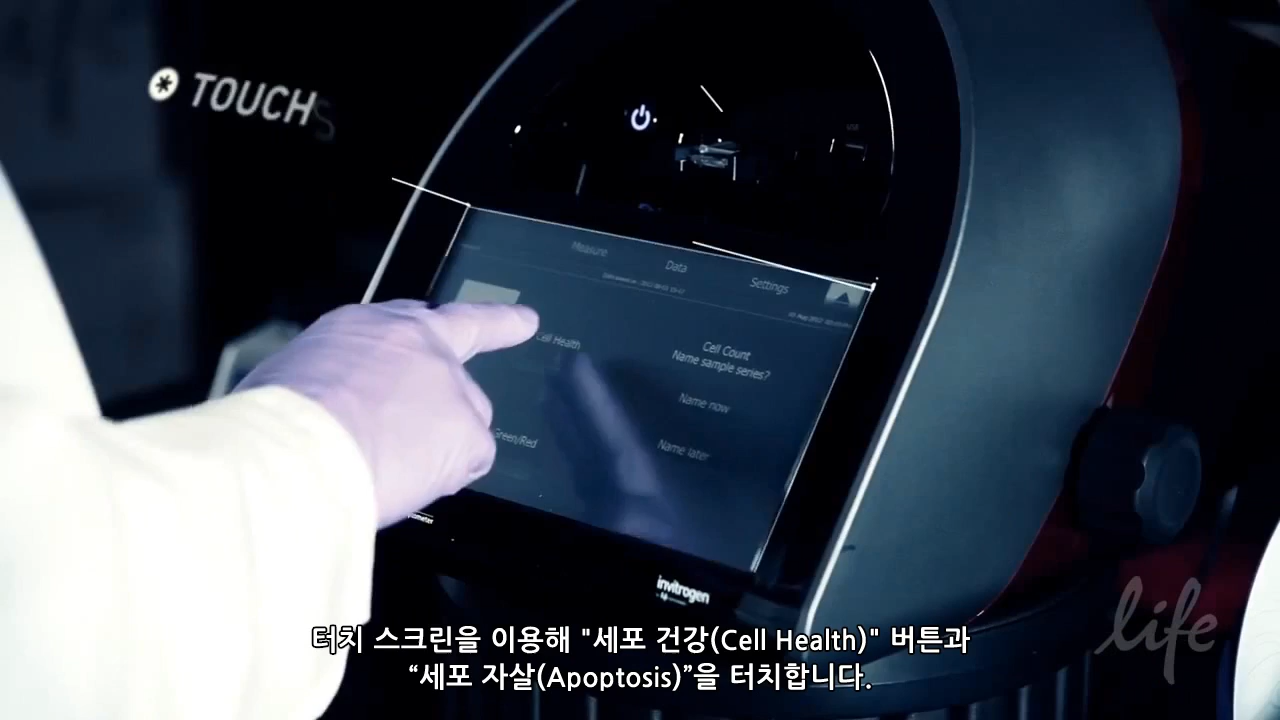 TOUCHS
Measure
Data
Settings
Cell Health
Cell Count
Name sample series?
Name now
Green/Red
Name later
invitrogen
life
터치 스크린을 이용해 "세포 건강(Cell Health)" 버튼과
“세포 자살(Apoptosis)”을 터치합니다.